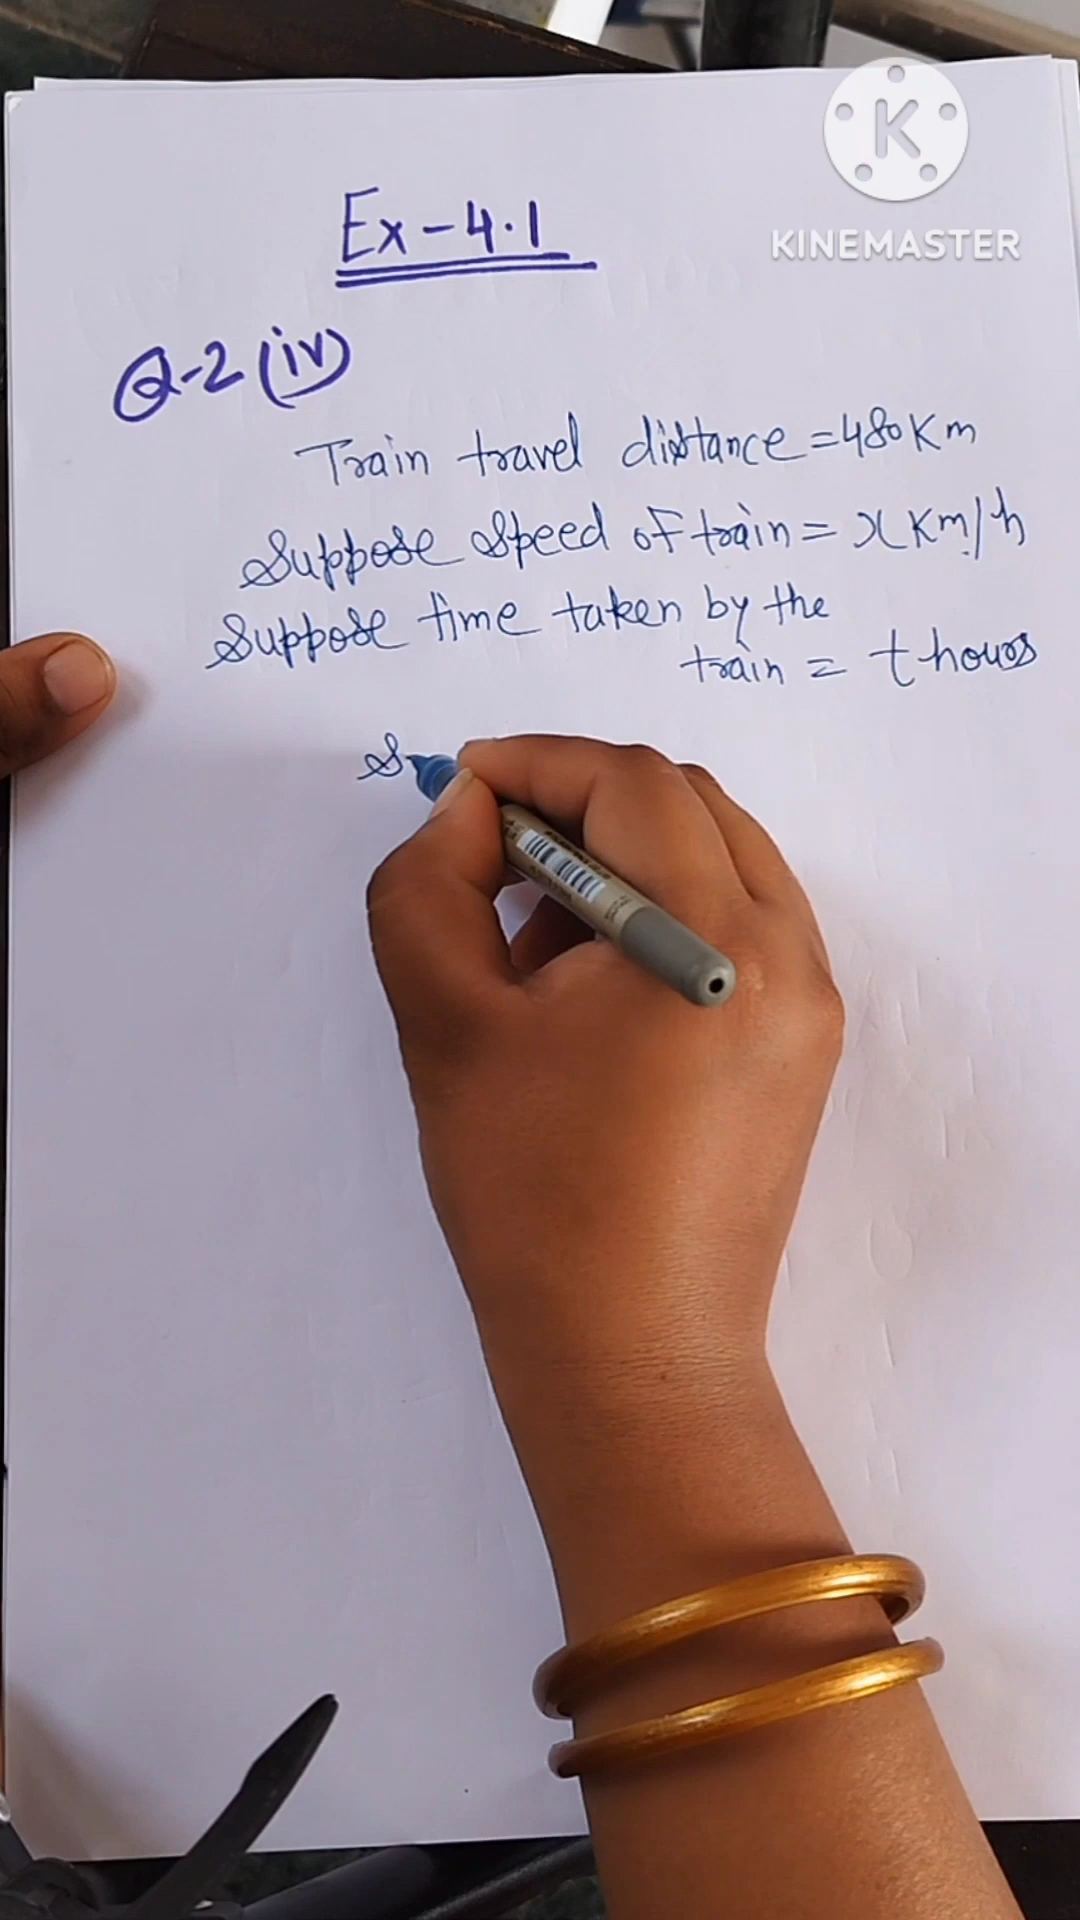 K
KINEMASTER
Ex-4.1
Q-2 (iv)
Train travel distance = 480 Km
Suppose Speed of train = x Km/h
Suppose time taken by the
train = t hours
S